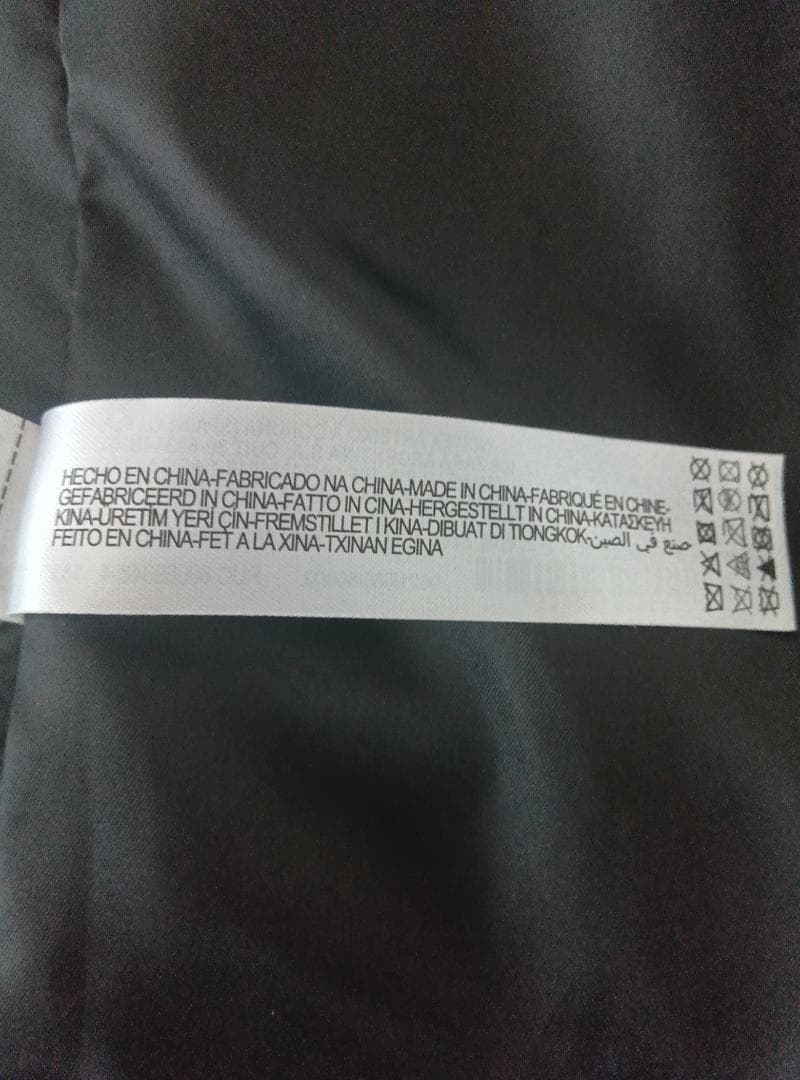 HECHO EN CHINA-FABRICADO NA CHINA-MADE IN CHINA-FABRIQUÉ EN CHINE-
GEFABRICEERD IN CHINA-FATTO IN CINA-HERGESTELLT IN CHINA-ΚΑΤΑΣΚΕΥΗ
KINA-ÜRETİM YERİ ÇİN-FREMSTILLET I KINA-DIBUAT DI TIONGKOK-صنع في الصين
FEITO EN CHINA-FET A LA XINA-TXINAN EGINA